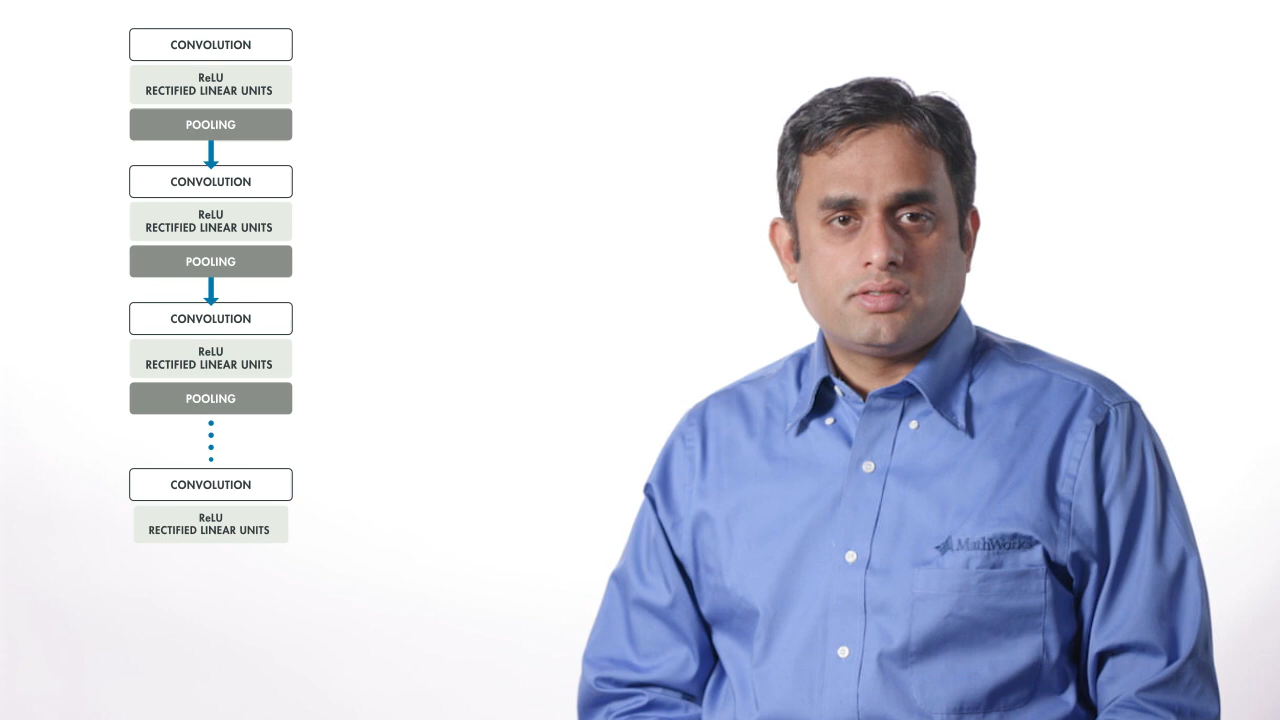 CONVOLUTION
ReLU
RECTIFIED LINEAR UNITS
POOLING
CONVOLUTION
ReLU
RECTIFIED LINEAR UNITS
POOLING
CONVOLUTION
ReLU
RECTIFIED LINEAR UNITS
POOLING
CONVOLUTION
ReLU
RECTIFIED LINEAR UNITS
MathWorks